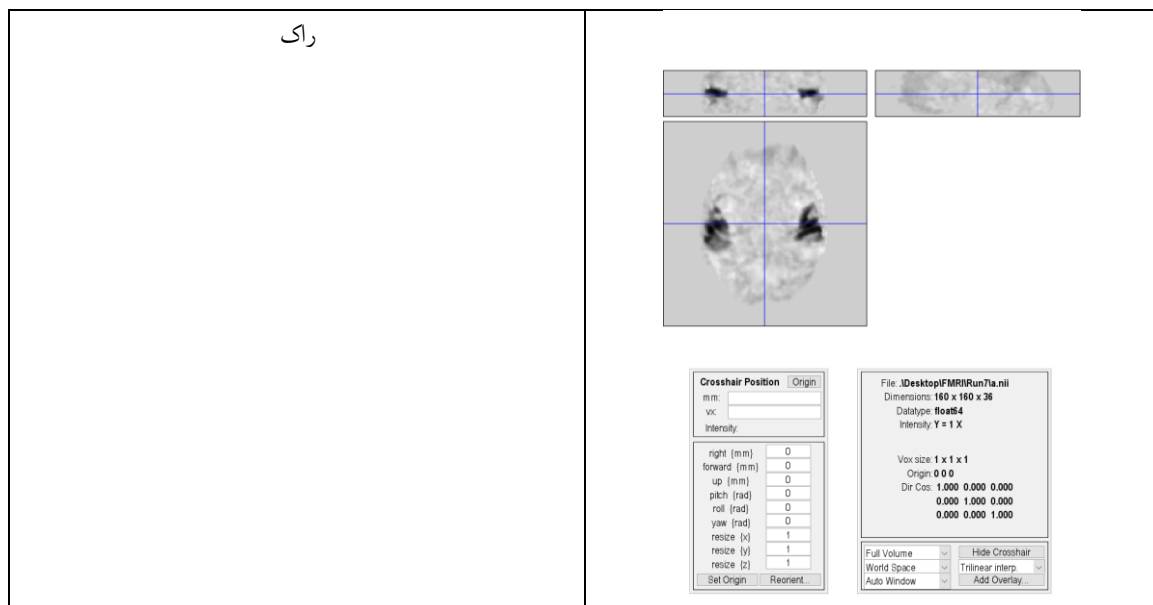 راک
Crosshair Position Origin
mm:
vx:
Intensity:
right {mm} 0
forward {mm} 0
up {mm} 0
pitch {rad} 0
roll {rad} 0
yaw {rad} 0
resize {x} 1
resize {y} 1
resize {z} 1
Set Origin Reorient...
File: .\Desktop\FMRI\Run7\a.nii
Dimensions: 160 x 160 x 36
Datatype: float64
Intensity: Y = 1 X
Vox size: 1 x 1 x 1
Origin: 0 0 0
Dir Cos: 1.000 0.000 0.000
0.000 1.000 0.000
0.000 0.000 1.000
Full Volume Hide Crosshair
World Space Trilinear interp.
Auto Window Add Overlay...